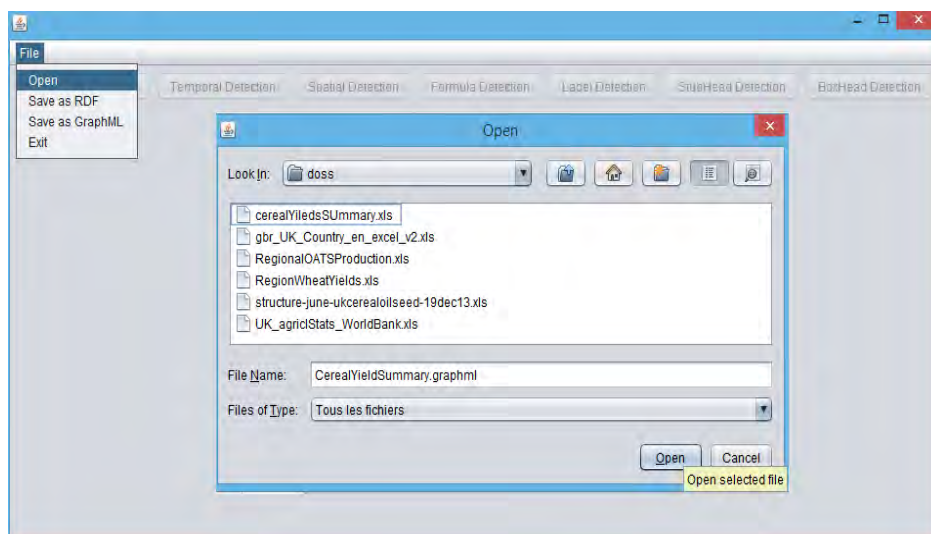 File
Open
Save as RDF
Save as GraphML
Exit
Temporal Detection Spatial Detection Formula Detection Label Detection StubHead Detection BoxHead Detection
Open
Look In: doss
cerealYiledsSUmmary.xls
gbr_UK_Country_en_excel_v2.xls
RegionalOATSProduction.xls
RegionWheatYields.xls
structure-june-ukcerealoilseed-19dec13.xls
UK_agriclStats_WorldBank.xls
File Name: CerealYieldSummary.graphml
Files of Type: Tous les fichiers
Open Cancel
Open selected file